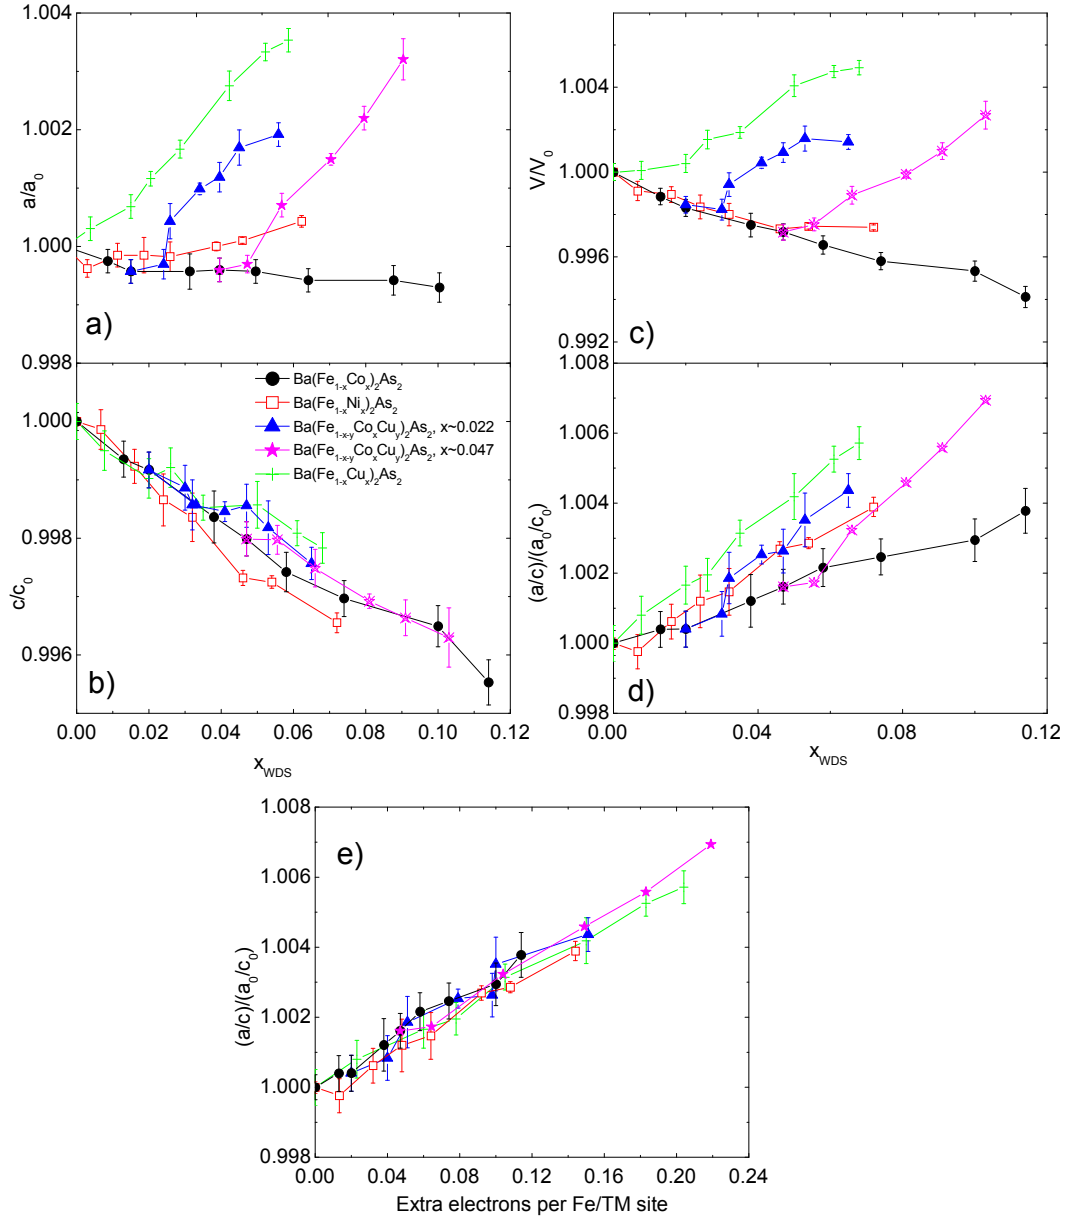 1.004
1.002
1.000
a/a0
a)
1.004
1.000
0.996
0.992
V/V0
c)
0.998
1.000
0.998
0.996
c/c0
b)
Ba(Fe1-xCox)2As2
Ba(Fe1-xNix)2As2
Ba(Fe1-x-yCoxCuy)2As2, x~0.022
Ba(Fe1-x-yCoxCuy)2As2, x~0.047
Ba(Fe1-xCux)2As2
0.00 0.02 0.04 0.06 0.08 0.10 0.12
xWDS
1.008
1.006
1.004
1.002
1.000
0.998
(a/c)/(a0/c0)
d)
0.00 0.04 0.08 0.12
xWDS
1.008
1.006
1.004
1.002
1.000
0.998
(a/c)/(a0/c0)
e)
0.00 0.04 0.08 0.12 0.16 0.20 0.24
Extra electrons per Fe/TM site